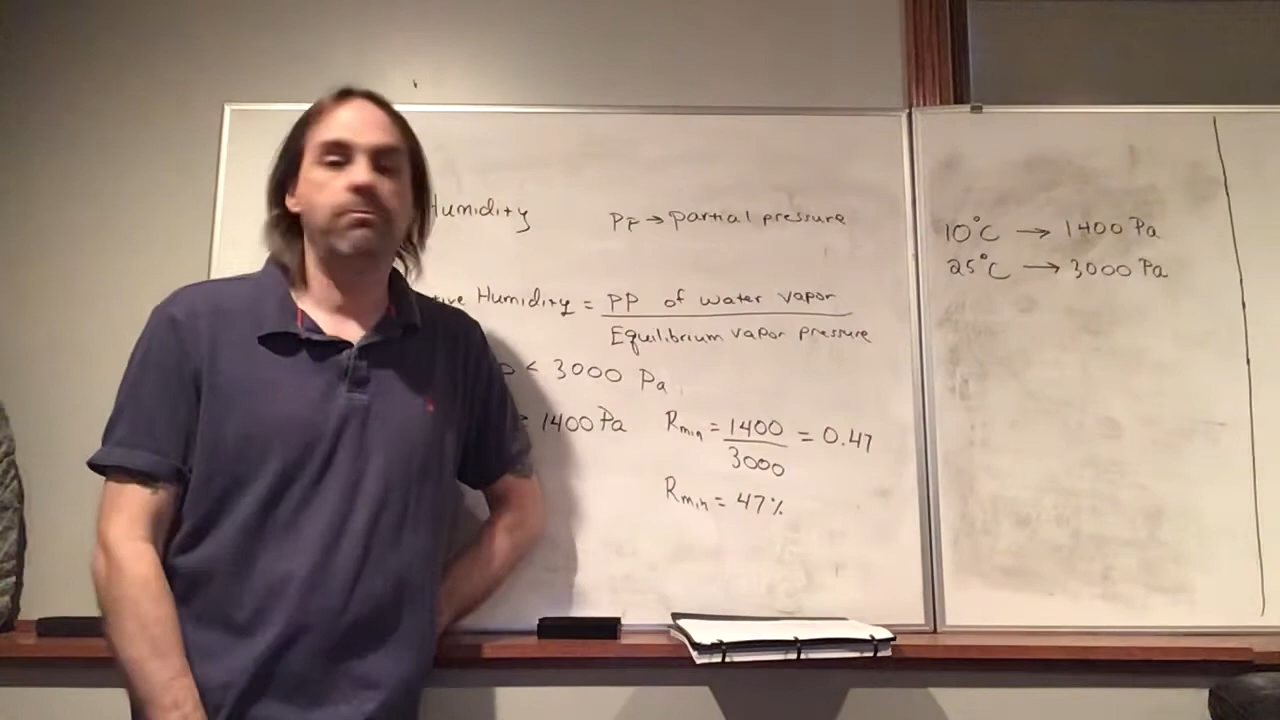 Humidity
PP → partial pressure
Humidity = PP of water vapor
Equilibrium vapor pressure
< 3000 Pa
1400 Pa
Rmin = 1400
3000
= 0.47
Rmin = 47%
10°C → 1400 Pa
25°C → 3000 Pa